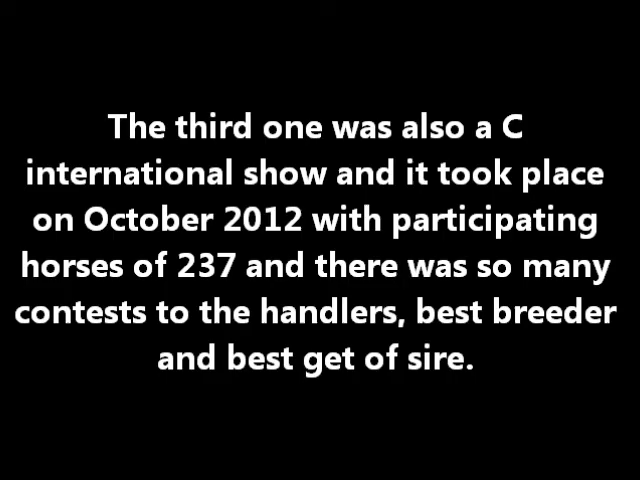 The third one was also a C
international show and it took place
on October 2012 with participating
horses of 237 and there was so many
contests to the handlers, best breeder
and best get of sire.